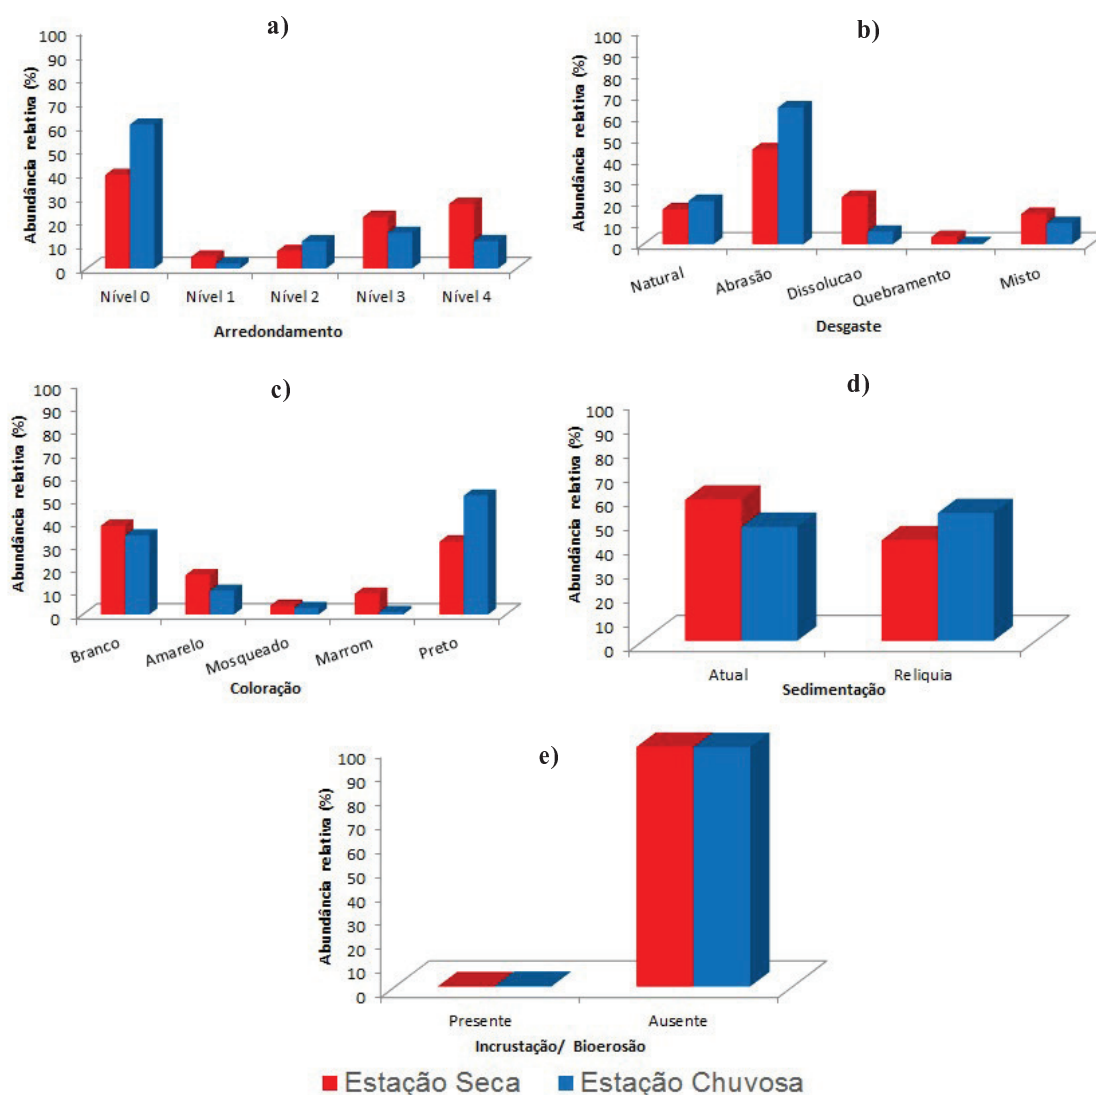 a)
Abundância relativa (%)
100
90
80
70
60
50
40
30
20
10
0
Nível 0 Nível 1 Nível 2 Nível 3 Nível 4
Arredondamento
b)
Abundância relativa (%)
100
90
80
70
60
50
40
30
20
10
0
Natural Abrasão Dissolucao Quebramento Misto
Desgaste
c)
Abundância relativa (%)
100
90
80
70
60
50
40
30
20
10
0
Branco Amarelo Mosqueado Marrom Preto
Coloração
d)
Abundância relativa (%)
100
90
80
70
60
50
40
30
20
10
0
Atual Reliquia
Sedimentação
e)
Abundância relativa (%)
100
90
80
70
60
50
40
30
20
10
0
Presente Ausente
Incrustação/ Bioerosão
Estação Seca Estação Chuvosa